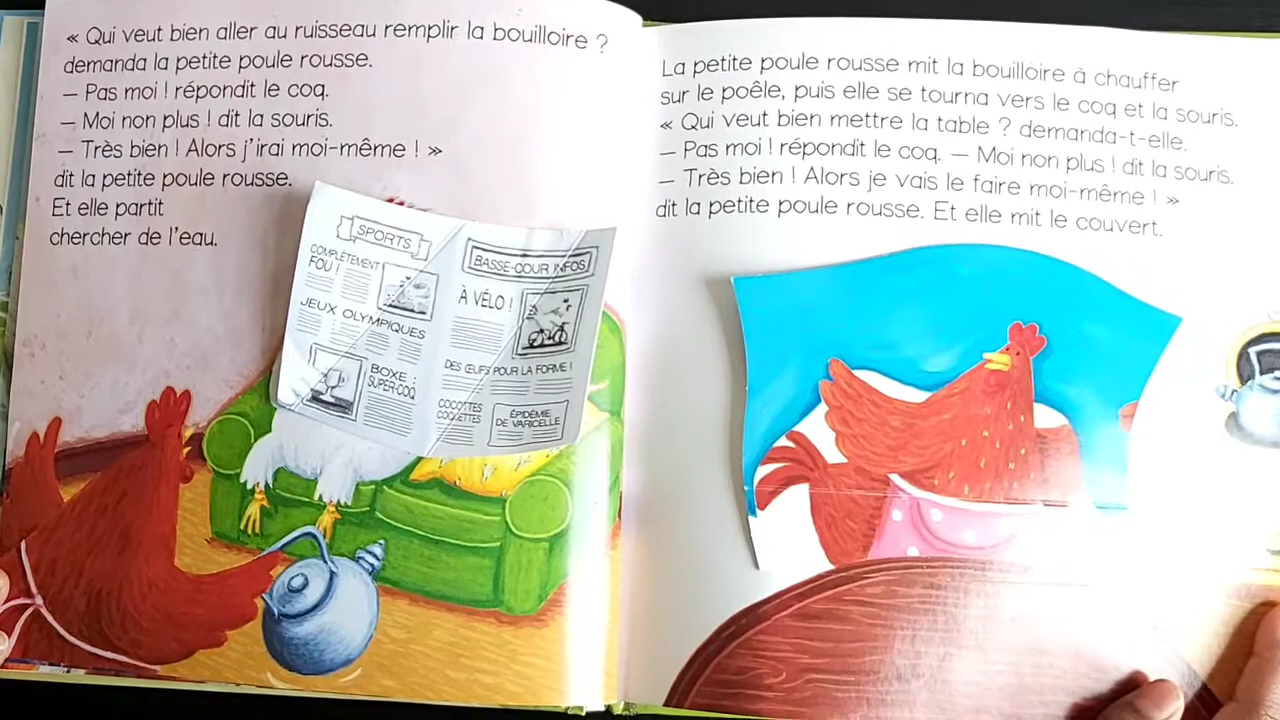 « Qui veut bien aller au ruisseau remplir la bouilloire ?
demanda la petite poule rousse.
– Pas moi ! répondit le coq.
– Moi non plus ! dit la souris.
– Très bien ! Alors j'irai moi-même ! »
dit la petite poule rousse.
Et elle partit
chercher de l'eau.
SPORTS
COMPLÈTEMENT
FOU !
JEUX OLYMPIQUES
BOXE :
SUPER-COQ
BASSE-COUR INFOS
À VÉLO !
DES ŒUFS POUR LA FORME !
COCOTTES
COQUETTES
ÉPIDÉMIE
DE VARICELLE
La petite poule rousse mit la bouilloire à chauffer
sur le poêle, puis elle se tourna vers le coq et la souris.
« Qui veut bien mettre la table ? demanda-t-elle.
– Pas moi ! répondit le coq. – Moi non plus ! dit la souris.
– Très bien ! Alors je vais le faire moi-même ! »
dit la petite poule rousse. Et elle mit le couvert.